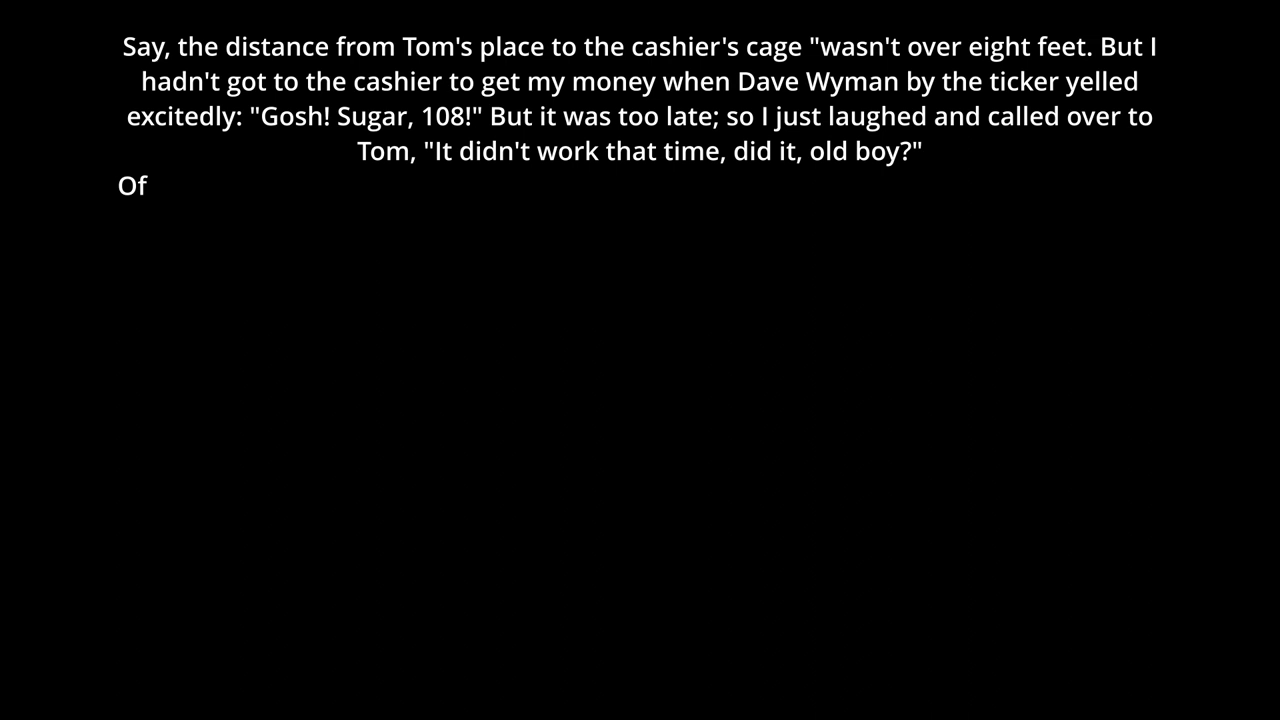 Say, the distance from Tom's place to the cashier's cage "wasn't over eight feet. But I
hadn't got to the cashier to get my money when Dave Wyman by the ticker yelled
excitedly: "Gosh! Sugar, 108!" But it was too late; so I just laughed and called over to
Tom, "It didn't work that time, did it, old boy?"
Of